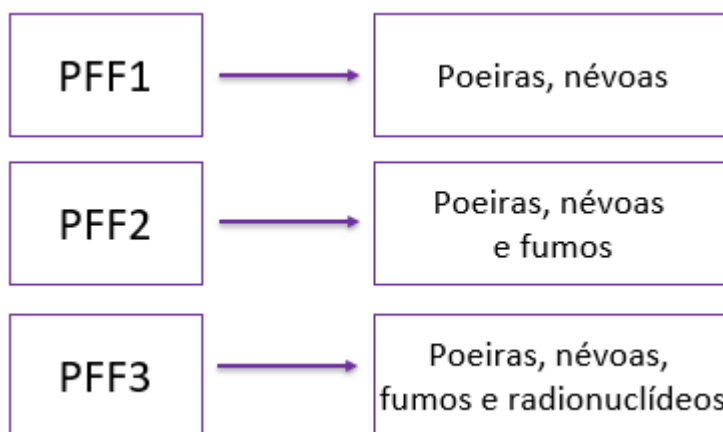 PFF1
Poeiras, névoas
PFF2
Poeiras, névoas
e fumos
PFF3
Poeiras, névoas,
fumos e radionuclídeos